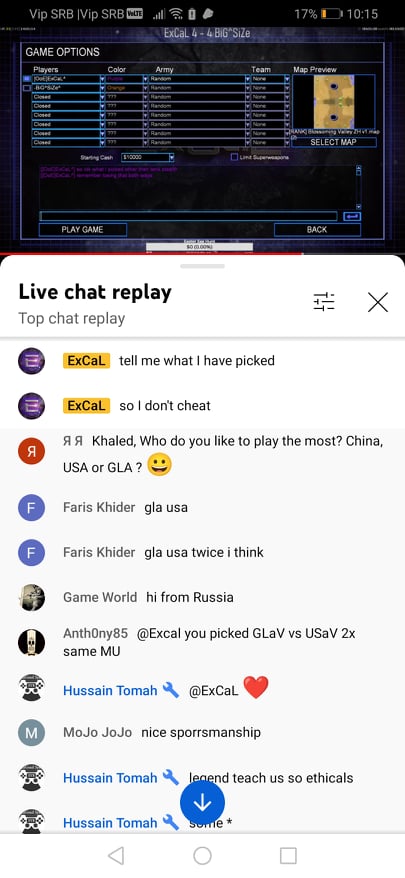 Vip SRB |Vip SRB VoLTE 17% 10:15
ExCaL 4 - 4 BiG^SiZe
GAME OPTIONS
Players Color Army Team Map Preview
[OoE]ExCaL^ Purple Random None
-BiG^SiZe^ Orange Random None
Closed ??? Random None
Closed ??? Random None
Closed ??? Random None
Closed ??? Random None
Closed ??? Random None
Closed ??? Random None
[RANK] Blossoming Valley ZH v1 map
SELECT MAP
Starting Cash $10000 Limit Superweapons
PLAY GAME BACK
$0 (0.00%)
Live chat replay
Top chat replay
ExCaL tell me what I have picked
ExCaL so I don't cheat
Я Я Я Khaled, Who do you like to play the most? China,
USA or GLA ? 😀
F Faris Khider gla usa
F Faris Khider gla usa twice i think
Game World hi from Russia
Anth0ny85 @Excal you picked GLaV vs USaV 2x
same MU
Hussain Tomah 🔧 @ExCaL ❤️
M MoJo JoJo nice sporrsmanship
Hussain Tomah 🔧 legend teach us so ethicals
Hussain Tomah 🔧 some *